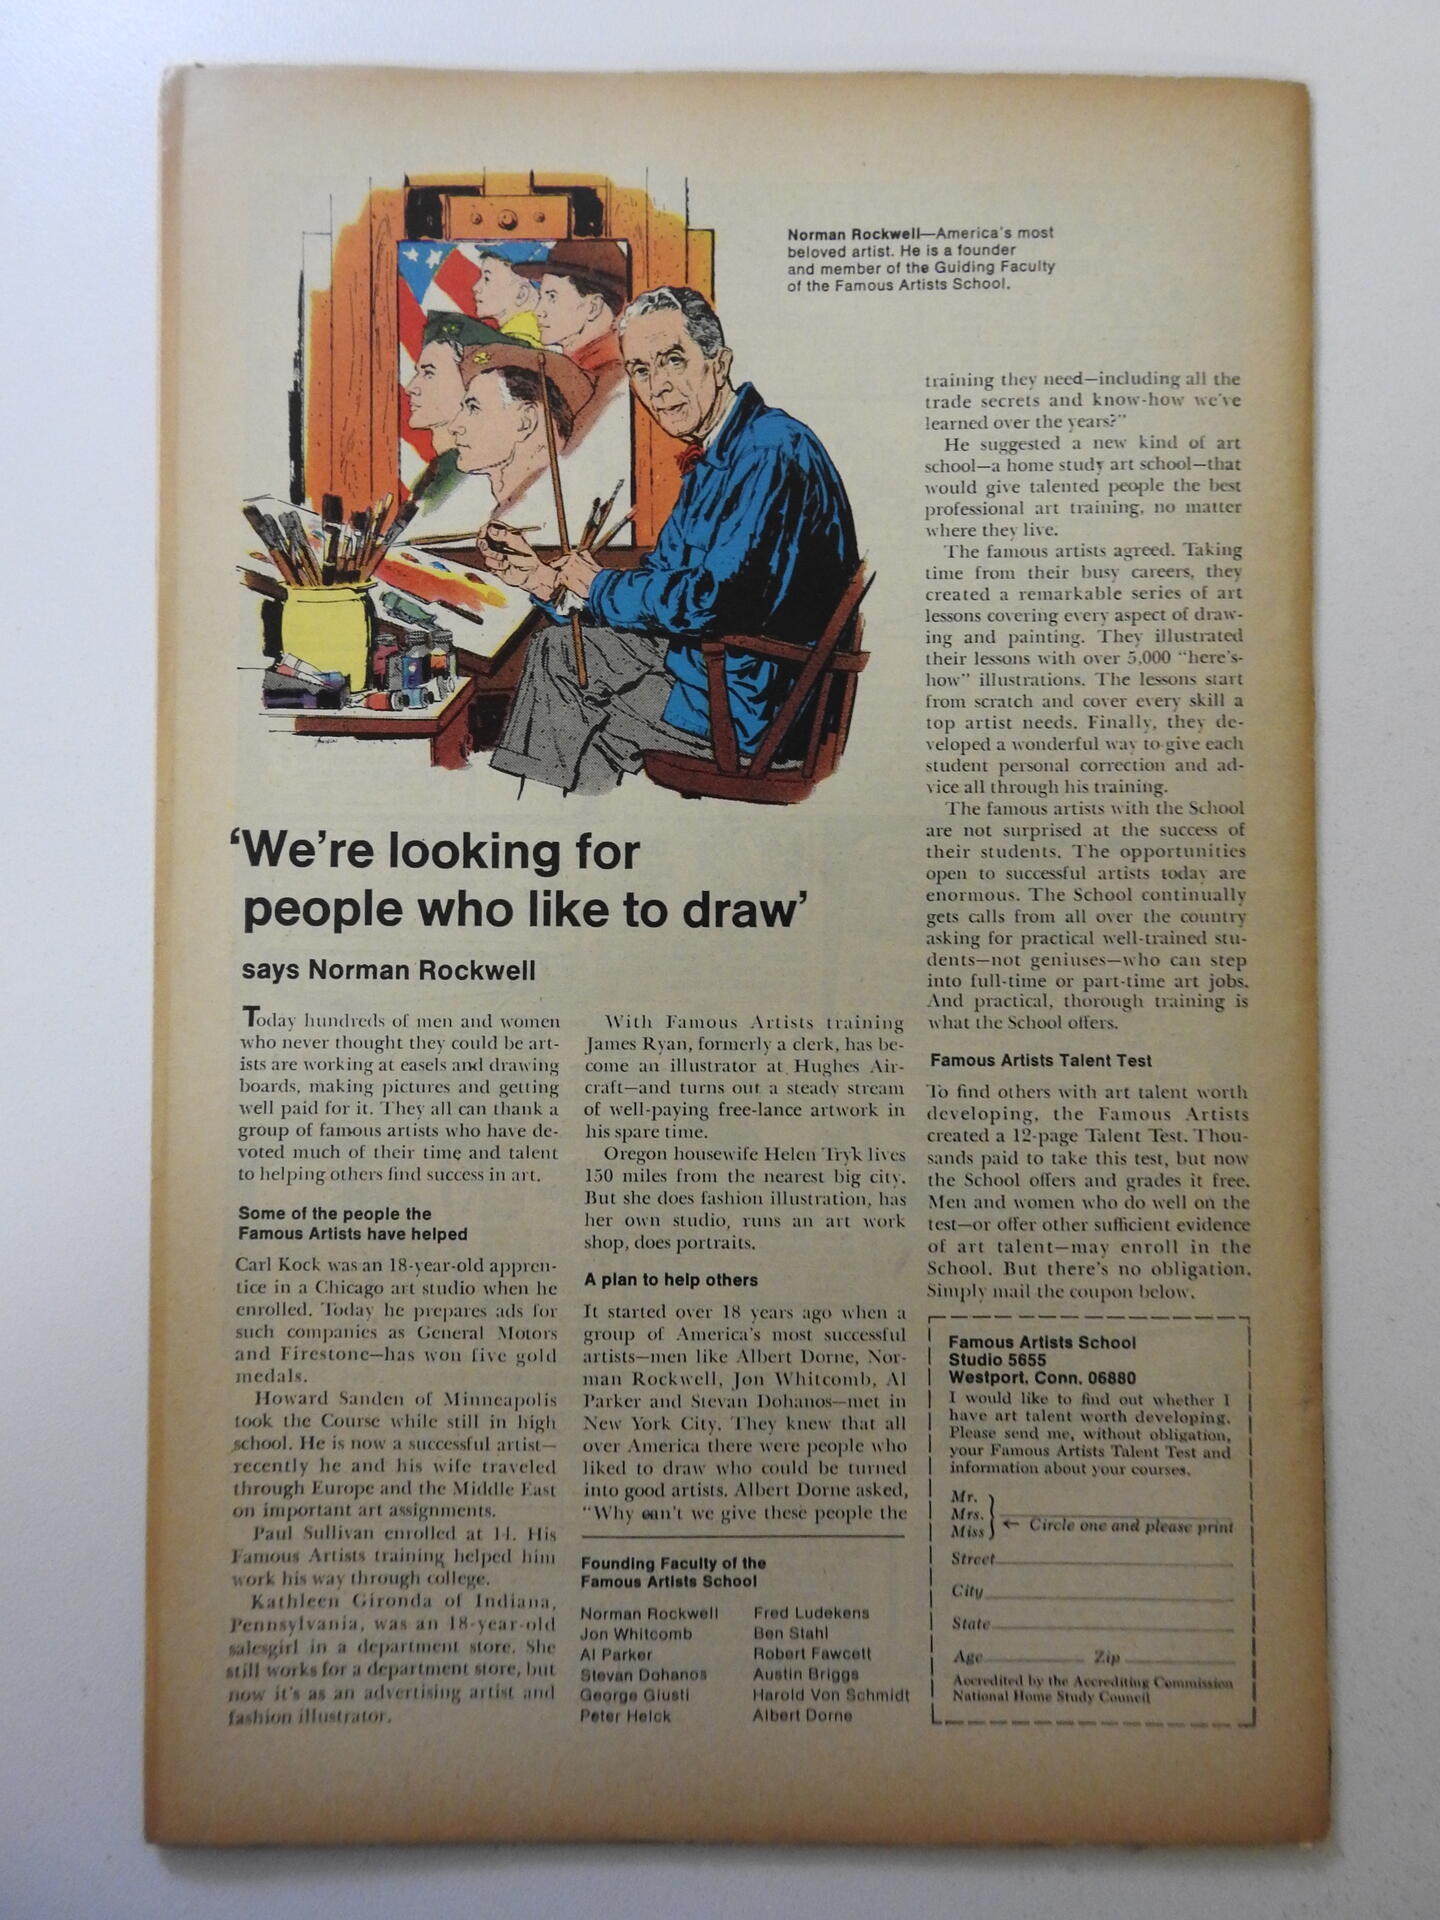 Norman Rockwell—America's most
beloved artist. He is a founder
and member of the Guiding Faculty
of the Famous Artists School.
'We're looking for
people who like to draw'
says Norman Rockwell
Today hundreds of men and women
who never thought they could be art-
ists are working at easels and drawing
boards, making pictures and getting
well paid for it. They all can thank a
group of famous artists who have de-
voted much of their time and talent
to helping others find success in art.
Some of the people the
Famous Artists have helped
Carl Kock was an 18-year-old appren-
tice in a Chicago art studio when he
enrolled. Today he prepares ads for
such companies as General Motors
and Firestone—has won five gold
medals.
Howard Sanden of Minneapolis
took the Course while still in high
school. He is now a successful artist—
recently he and his wife traveled
through Europe and the Middle East
on important art assignments.
Paul Sullivan enrolled at 14. His
Famous Artists training helped him
work his way through college.
Kathleen Gironda of Indiana,
Pennsylvania, was an 18-year-old
salesgirl in a department store. She
still works for a department store, but
now it's as an advertising artist and
fashion illustrator.
With Famous Artists training
James Ryan, formerly a clerk, has be-
come an illustrator at Hughes Air-
craft—and turns out a steady stream
of well-paying free-lance artwork in
his spare time.
Oregon housewife Helen Tryk lives
150 miles from the nearest big city.
But she does fashion illustration, has
her own studio, runs an art work
shop, does portraits.
A plan to help others
It started over 18 years ago when a
group of America's most successful
artists—men like Albert Dorne, Nor-
man Rockwell, Jon Whitcomb, Al
Parker and Stevan Dohanos—met in
New York City. They knew that all
over America there were people who
liked to draw who could be turned
into good artists. Albert Dorne asked,
"Why can't we give these people the
Founding Faculty of the
Famous Artists School
Norman Rockwell
Jon Whitcomb
Al Parker
Stevan Dohanos
George Giusti
Peter Helck
Fred Ludekens
Ben Stahl
Robert Fawcett
Austin Briggs
Harold Von Schmidt
Albert Dorne
training they need—including all the
trade secrets and know-how we've
learned over the years?"
He suggested a new kind of art
school—a home study art school—that
would give talented people the best
professional art training, no matter
where they live.
The famous artists agreed. Taking
time from their busy careers, they
created a remarkable series of art
lessons covering every aspect of draw-
ing and painting. They illustrated
their lessons with over 5,000 "here's-
how" illustrations. The lessons start
from scratch and cover every skill a
top artist needs. Finally, they de-
veloped a wonderful way to give each
student personal correction and ad-
vice all through his training.
The famous artists with the School
are not surprised at the success of
their students. The opportunities
open to successful artists today are
enormous. The School continually
gets calls from all over the country
asking for practical well-trained stu-
dents—not geniuses—who can step
into full-time or part-time art jobs.
And practical, thorough training is
what the School offers.
Famous Artists Talent Test
To find others with art talent worth
developing, the Famous Artists
created a 12-page Talent Test. Thou-
sands paid to take this test, but now
the School offers and grades it free.
Men and women who do well on the
test—or offer other sufficient evidence
of art talent—may enroll in the
School. But there's no obligation.
Simply mail the coupon below.
Famous Artists School
Studio 5655
Westport, Conn. 06880
I would like to find out whether I
have art talent worth developing.
Please send me, without obligation,
your Famous Artists Talent Test and
information about your courses.
Mr.
Mrs.
Miss
← Circle one and please print
Street
City
State
Age Zip
Accredited by the Accrediting Commission
National Home Study Council